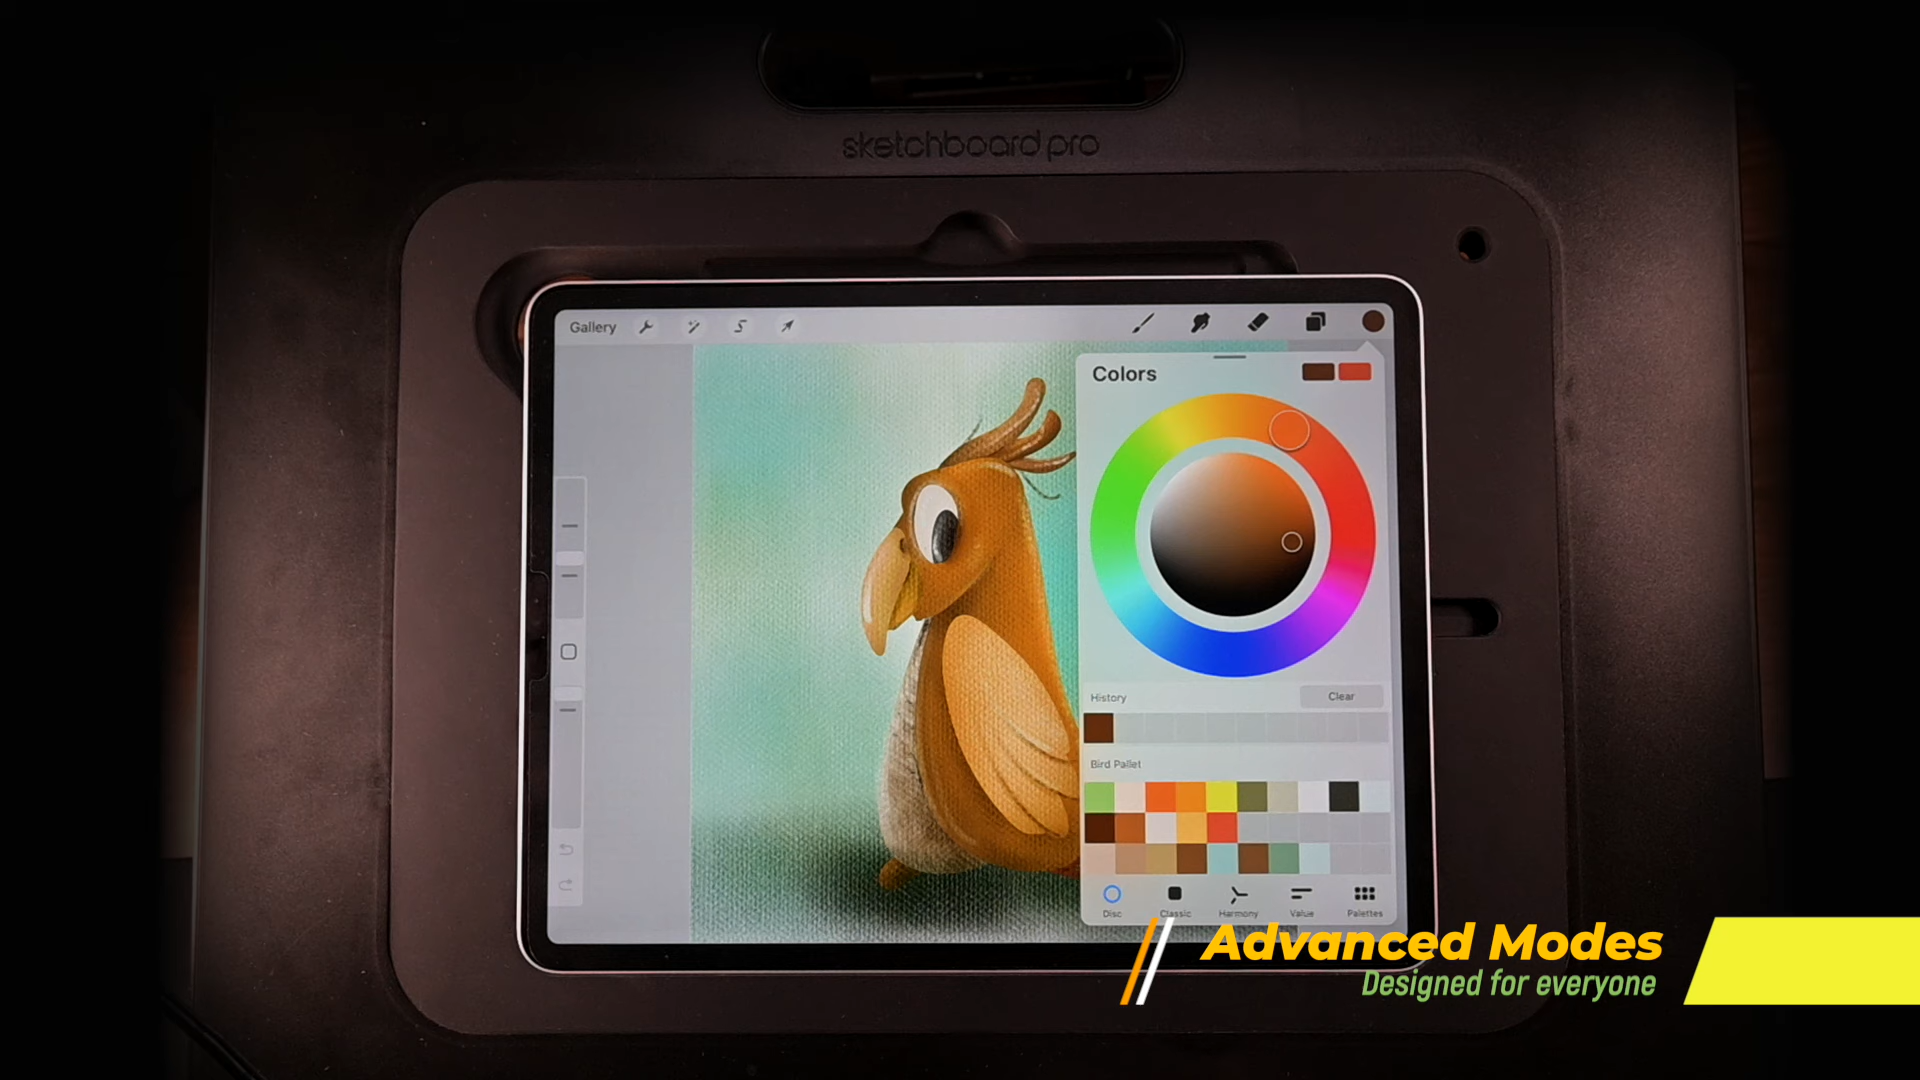 sketchboard pro
Gallery
Colors
History
Clear
Bird Pallet
Disc
Classic
Harmony
Value
Palettes
Advanced Modes
Designed for everyone